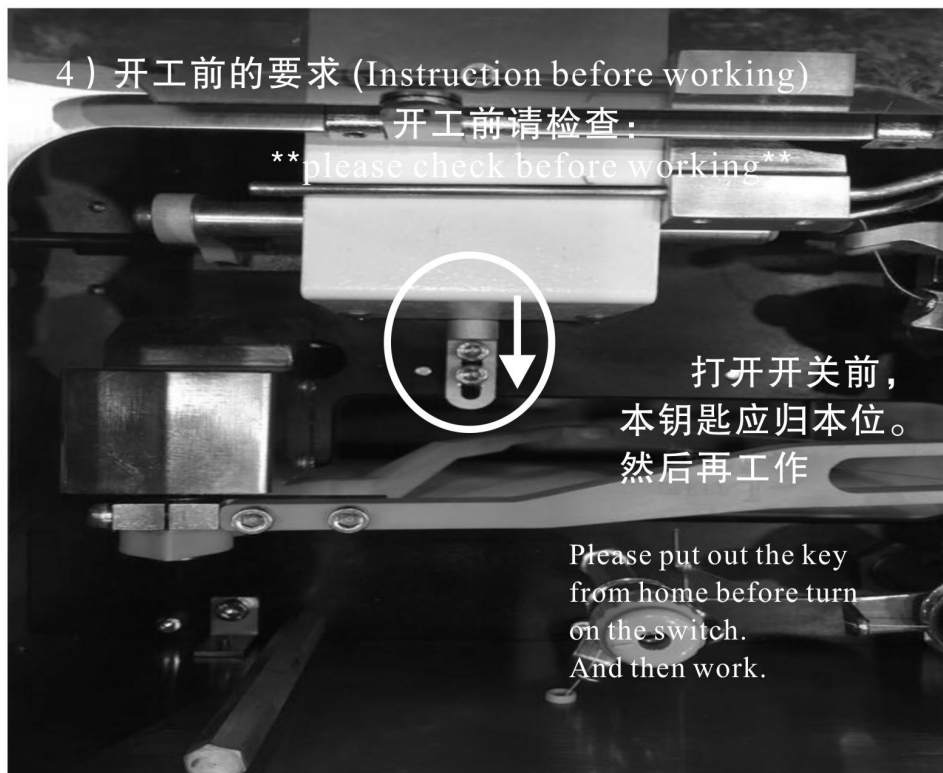 4）开工前的要求 (Instruction before working)
开工前请检查：
**please check before working**
打开开关前，
本钥匙应归本位。
然后再工作
Please put out the key
from home before turn
on the switch.
And then work.